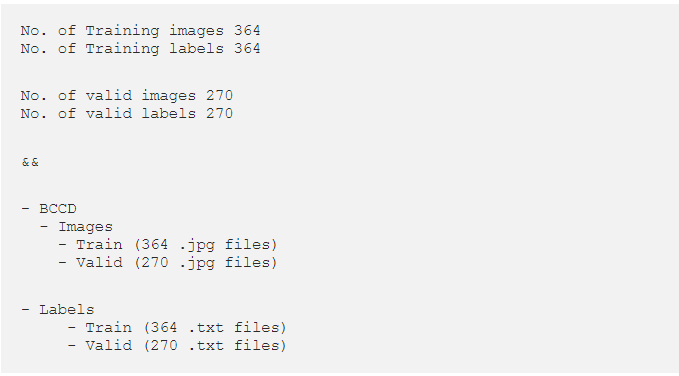 No. of Training images 364
No. of Training labels 364
No. of valid images 270
No. of valid labels 270
&&
- BCCD
- Images
- Train (364 .jpg files)
- Valid (270 .jpg files)
- Labels
- Train (364 .txt files)
- Valid (270 .txt files)